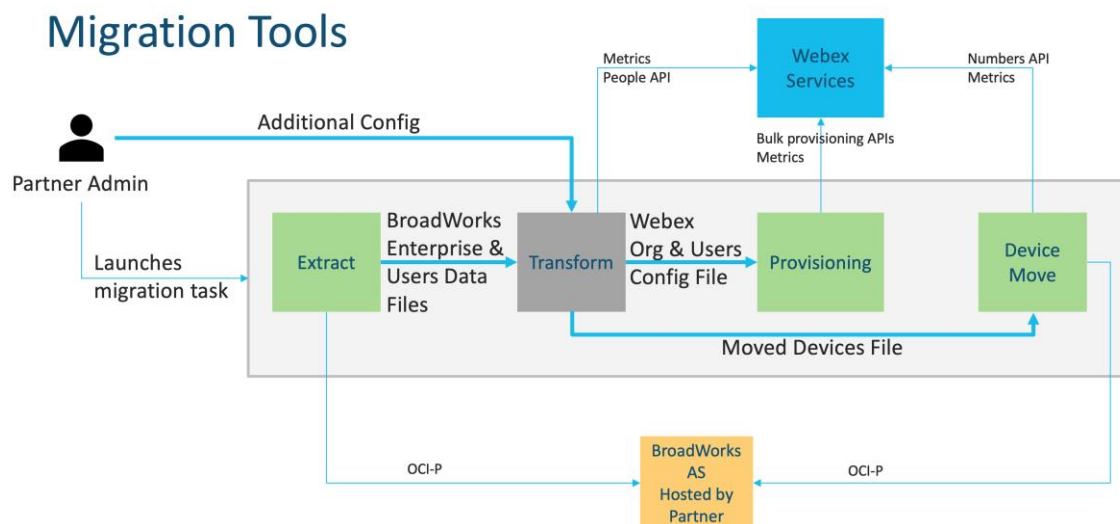 Migration Tools
Metrics
People API
Webex
Services
Numbers API
Metrics
Additional Config
Bulk provisioning APIs
Metrics
Partner Admin
Launches
migration task
Extract
BroadWorks
Enterprise &
Users Data
Files
Transform
Webex
Org & Users
Config File
Provisioning
Device
Move
Moved Devices File
OCI-P
BroadWorks
AS
Hosted by
Partner
OCI-P